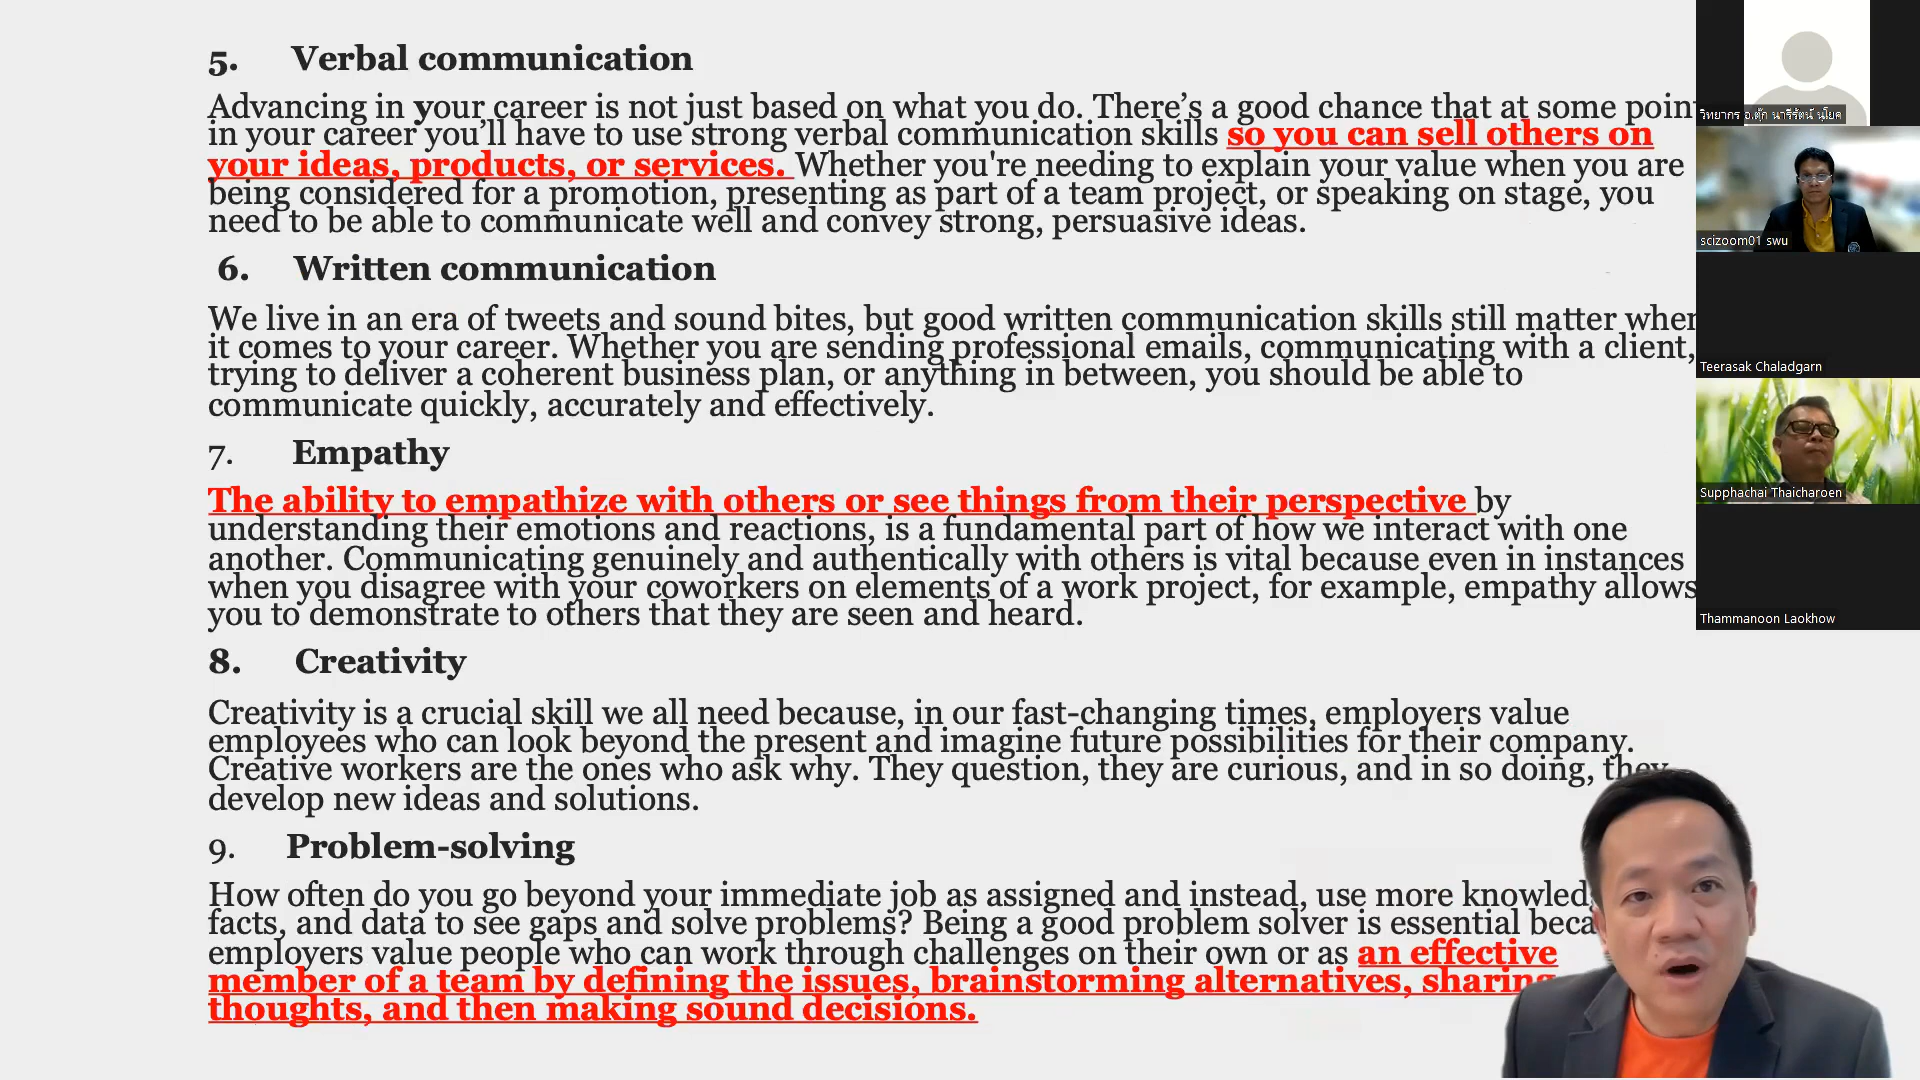 5. Verbal communication
Advancing in your career is not just based on what you do. There’s a good chance that at some point
in your career you’ll have to use strong verbal communication skills so you can sell others on
your ideas, products, or services. Whether you're needing to explain your value when you are
being considered for a promotion, presenting as part of a team project, or speaking on stage, you
need to be able to communicate well and convey strong, persuasive ideas.
6. Written communication
We live in an era of tweets and sound bites, but good written communication skills still matter when
it comes to your career. Whether you are sending professional emails, communicating with a client,
trying to deliver a coherent business plan, or anything in between, you should be able to
communicate quickly, accurately and effectively.
7. Empathy
The ability to empathize with others or see things from their perspective by
understanding their emotions and reactions, is a fundamental part of how we interact with one
another. Communicating genuinely and authentically with others is vital because even in instances
when you disagree with your coworkers on elements of a work project, for example, empathy allows
you to demonstrate to others that they are seen and heard.
8. Creativity
Creativity is a crucial skill we all need because, in our fast-changing times, employers value
employees who can look beyond the present and imagine future possibilities for their company.
Creative workers are the ones who ask why. They question, they are curious, and in so doing, they
develop new ideas and solutions.
9. Problem-solving
How often do you go beyond your immediate job as assigned and instead, use more knowled
facts, and data to see gaps and solve problems? Being a good problem solver is essential beca
employers value people who can work through challenges on their own or as an effective
member of a team by defining the issues, brainstorming alternatives, sharing
thoughts, and then making sound decisions.
วิทยากร อ.ตุ๊ก นารีรัตน์
scizoom01 swu
Teerasak Chaladgarn
Supphachai Thaicharoen
Thammanoon Laokhow